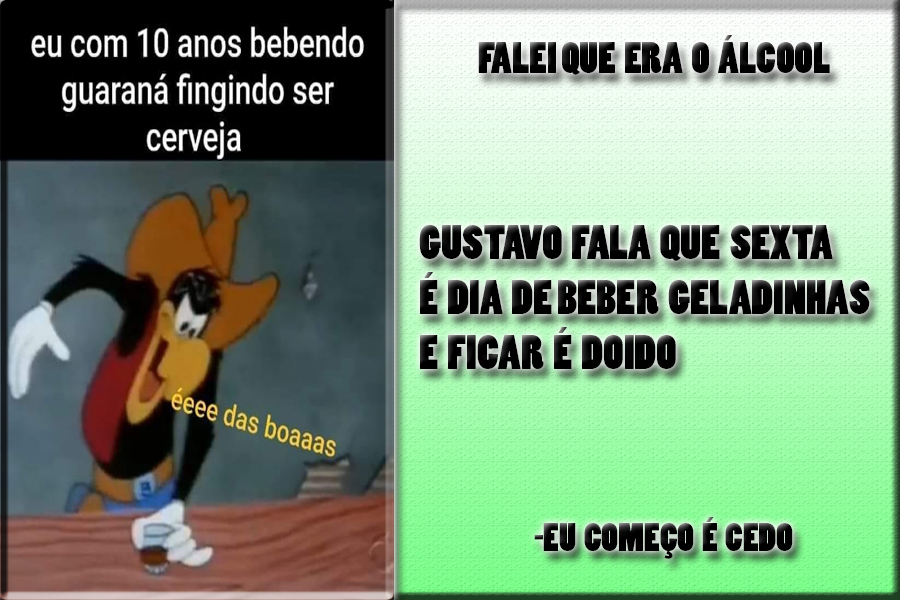 eu com 10 anos bebendo
guaraná fingindo ser
cerveja
éeee das boaaas
FALEI QUE ERA O ÁLCOOL
GUSTAVO FALA QUE SEXTA
É DIA DE BEBER GELADINHAS
E FICAR É DOIDO
-EU COMEÇO É CEDO